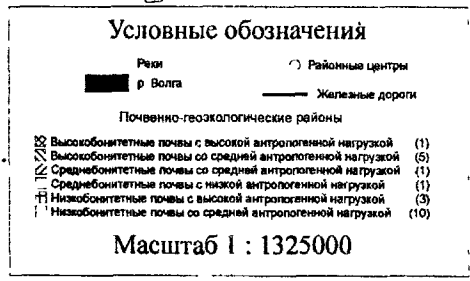 Условные обозначения
Реки
Районные центры
р Волга
Железные дороги
Почвенно-геоэкологические районы
Высокобонитетные почвы с высокой антропогенной нагрузкой (1)
Высокобонитетные почвы со средней антропогенной нагрузкой (5)
Среднебонитетные почвы со средней антропогенной нагрузкой (1)
Среднебонитетные почвы с низкой антропогенной нагрузкой (1)
Низкобонитетные почвы с высокой антропогенной нагрузкой (3)
Низкобонитетные почвы со средней антропогенной нагрузкой (10)
Масштаб 1 : 1325000